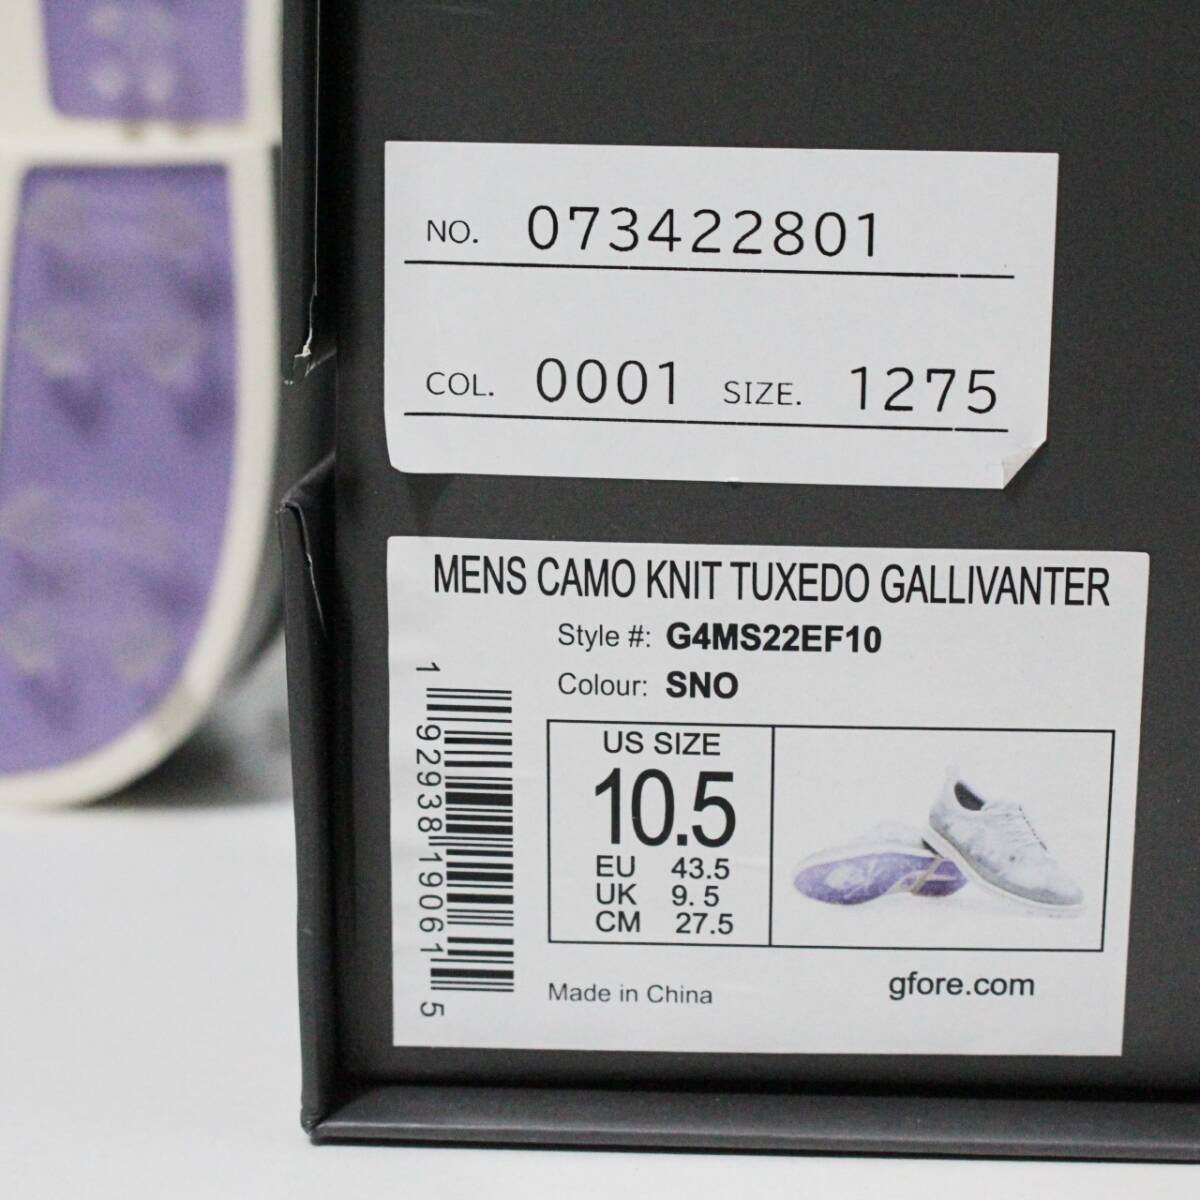 NO. 073422801
COL. 0001 SIZE. 1275
MENS CAMO KNIT TUXEDO GALLIVANTER
Style #: G4MS22EF10
Colour: SNO
1 92938 19061 5
US SIZE
10.5
EU 43.5
UK 9.5
CM 27.5
Made in China
gfore.com